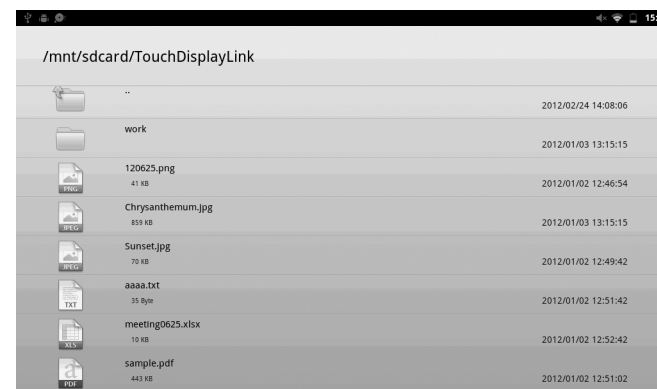 15:
/mnt/sdcard/TouchDisplayLink
..
2012/02/24 14:08:06
work
2012/01/03 13:15:15
120625.png
41 KB
2012/01/02 12:46:54
PNG
Chrysanthemum.jpg
859 KB
2012/01/03 13:15:15
JPEG
Sunset.jpg
70 KB
2012/01/02 12:49:42
JPEG
aaaa.txt
35 Byte
2012/01/02 12:51:42
TXT
meeting0625.xlsx
10 KB
2012/01/02 12:52:42
XLS
sample.pdf
443 KB
2012/01/02 12:51:02
a
PDF